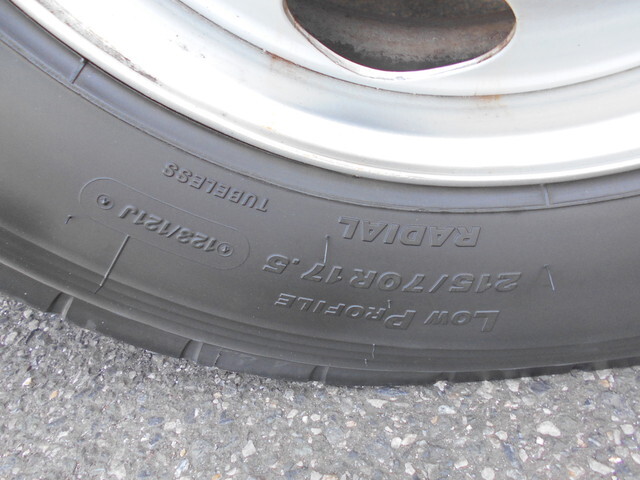 LOW PROFILE
215/70R17.5
RADIAL
123/121J
TUBELESS